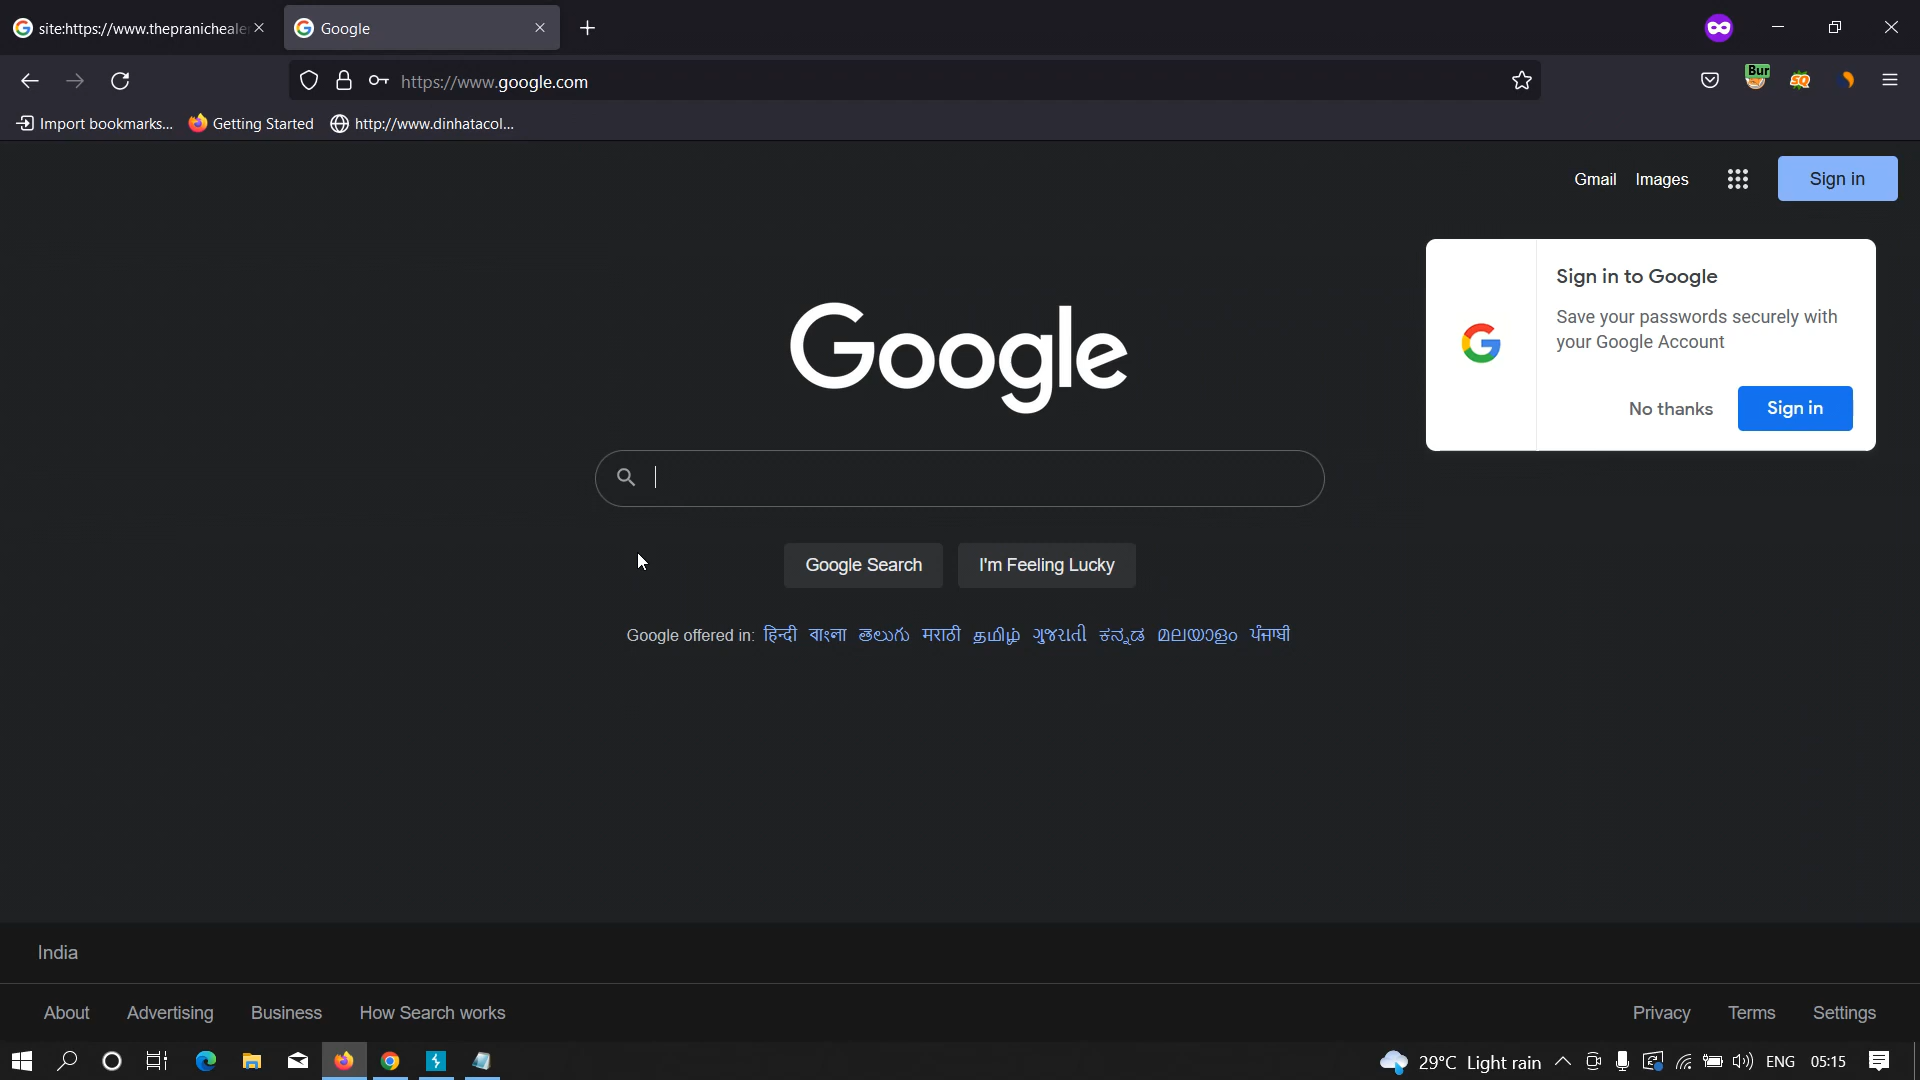 site:https://www.thepraniceheale
Google
https://www.google.com
Import bookmarks...
Getting Started
http://www.dinhatacol...
Bur
SQ
Gmail
Images
Sign in
Sign in to Google
Save your passwords securely with
your Google Account
No thanks
Sign in
Google
Google Search
I'm Feeling Lucky
Google offered in: हिन्दी বাংলা తెలుగు मराठी தமிழ் ગુજરાતી ಕನ್ನಡ മലയാളം ਪੰਜਾਬੀ
India
About
Advertising
Business
How Search works
Privacy
Terms
Settings
29°C Light rain
ENG
05:15